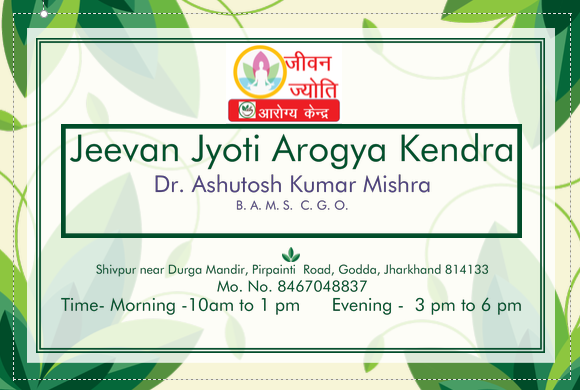 जीवन
ज्योति
आरोग्य केन्द्र
Jeevan Jyoti Arogya Kendra
Dr. Ashutosh Kumar Mishra
B. A. M. S. C. G. O.
Shivpur near Durga Mandir, Pirpainti Road, Godda, Jharkhand 814133
Mo. No. 8467048837
Time- Morning -10am to 1 pm Evening - 3 pm to 6 pm